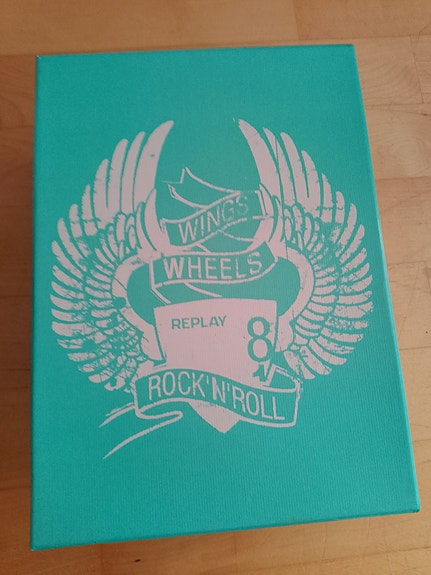 WINGS
WHEELS
REPLAY 8
ROCK'N'ROLL